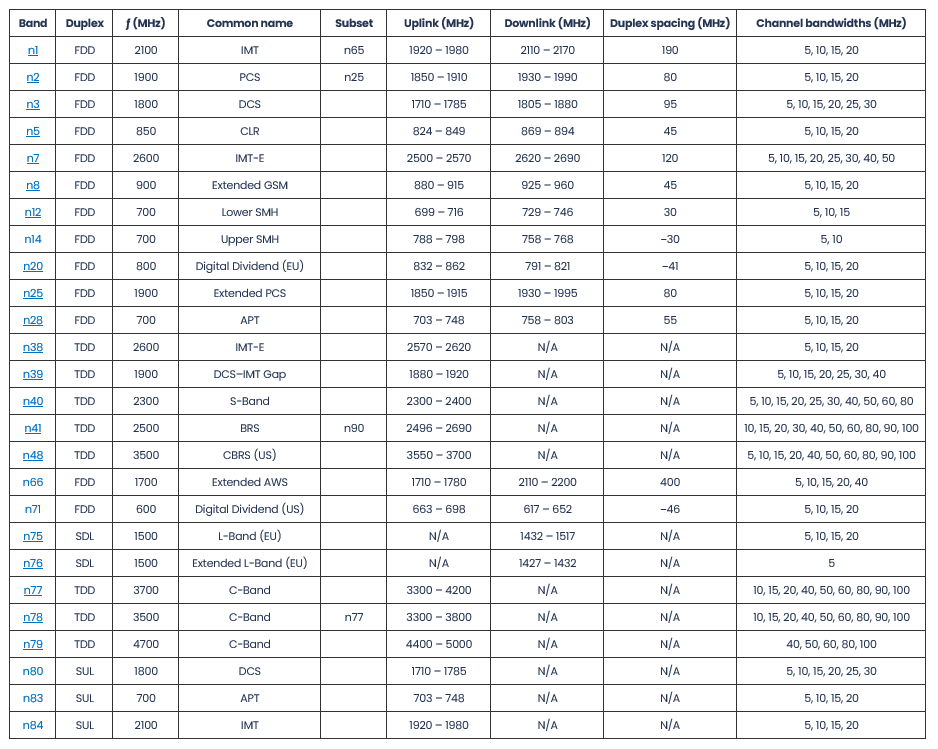 Band Duplex ƒ (MHz) Common name Subset Uplink (MHz) Downlink (MHz) Duplex spacing (MHz) Channel bandwidths (MHz)
n1 FDD 2100 IMT n65 1920 – 1980 2110 – 2170 190 5, 10, 15, 20
n2 FDD 1900 PCS n25 1850 – 1910 1930 – 1990 80 5, 10, 15, 20
n3 FDD 1800 DCS 1710 – 1785 1805 – 1880 95 5, 10, 15, 20, 25, 30
n5 FDD 850 CLR 824 – 849 869 – 894 45 5, 10, 15, 20
n7 FDD 2600 IMT-E 2500 – 2570 2620 – 2690 120 5, 10, 15, 20, 25, 30, 40, 50
n8 FDD 900 Extended GSM 880 – 915 925 – 960 45 5, 10, 15, 20
n12 FDD 700 Lower SMH 699 – 716 729 – 746 30 5, 10, 15
n14 FDD 700 Upper SMH 788 – 798 758 – 768 −30 5, 10
n20 FDD 800 Digital Dividend (EU) 832 – 862 791 – 821 −41 5, 10, 15, 20
n25 FDD 1900 Extended PCS 1850 – 1915 1930 – 1995 80 5, 10, 15, 20
n28 FDD 700 APT 703 – 748 758 – 803 55 5, 10, 15, 20
n38 TDD 2600 IMT-E 2570 – 2620 N/A N/A 5, 10, 15, 20
n39 TDD 1900 DCS–IMT Gap 1880 – 1920 N/A N/A 5, 10, 15, 20, 25, 30, 40
n40 TDD 2300 S-Band 2300 – 2400 N/A N/A 5, 10, 15, 20, 25, 30, 40, 50, 60, 80
n41 TDD 2500 BRS n90 2496 – 2690 N/A N/A 10, 15, 20, 30, 40, 50, 60, 80, 90, 100
n48 TDD 3500 CBRS (US) 3550 – 3700 N/A N/A 5, 10, 15, 20, 40, 50, 60, 80, 90, 100
n66 FDD 1700 Extended AWS 1710 – 1780 2110 – 2200 400 5, 10, 15, 20, 40
n71 FDD 600 Digital Dividend (US) 663 – 698 617 – 652 −46 5, 10, 15, 20
n75 SDL 1500 L-Band (EU) N/A 1432 – 1517 N/A 5, 10, 15, 20
n76 SDL 1500 Extended L-Band (EU) N/A 1427 – 1432 N/A 5
n77 TDD 3700 C-Band 3300 – 4200 N/A N/A 10, 15, 20, 40, 50, 60, 80, 90, 100
n78 TDD 3500 C-Band n77 3300 – 3800 N/A N/A 10, 15, 20, 40, 50, 60, 80, 90, 100
n79 TDD 4700 C-Band 4400 – 5000 N/A N/A 40, 50, 60, 80, 100
n80 SUL 1800 DCS 1710 – 1785 N/A N/A 5, 10, 15, 20, 25, 30
n83 SUL 700 APT 703 – 748 N/A N/A 5, 10, 15, 20
n84 SUL 2100 IMT 1920 – 1980 N/A N/A 5, 10, 15, 20